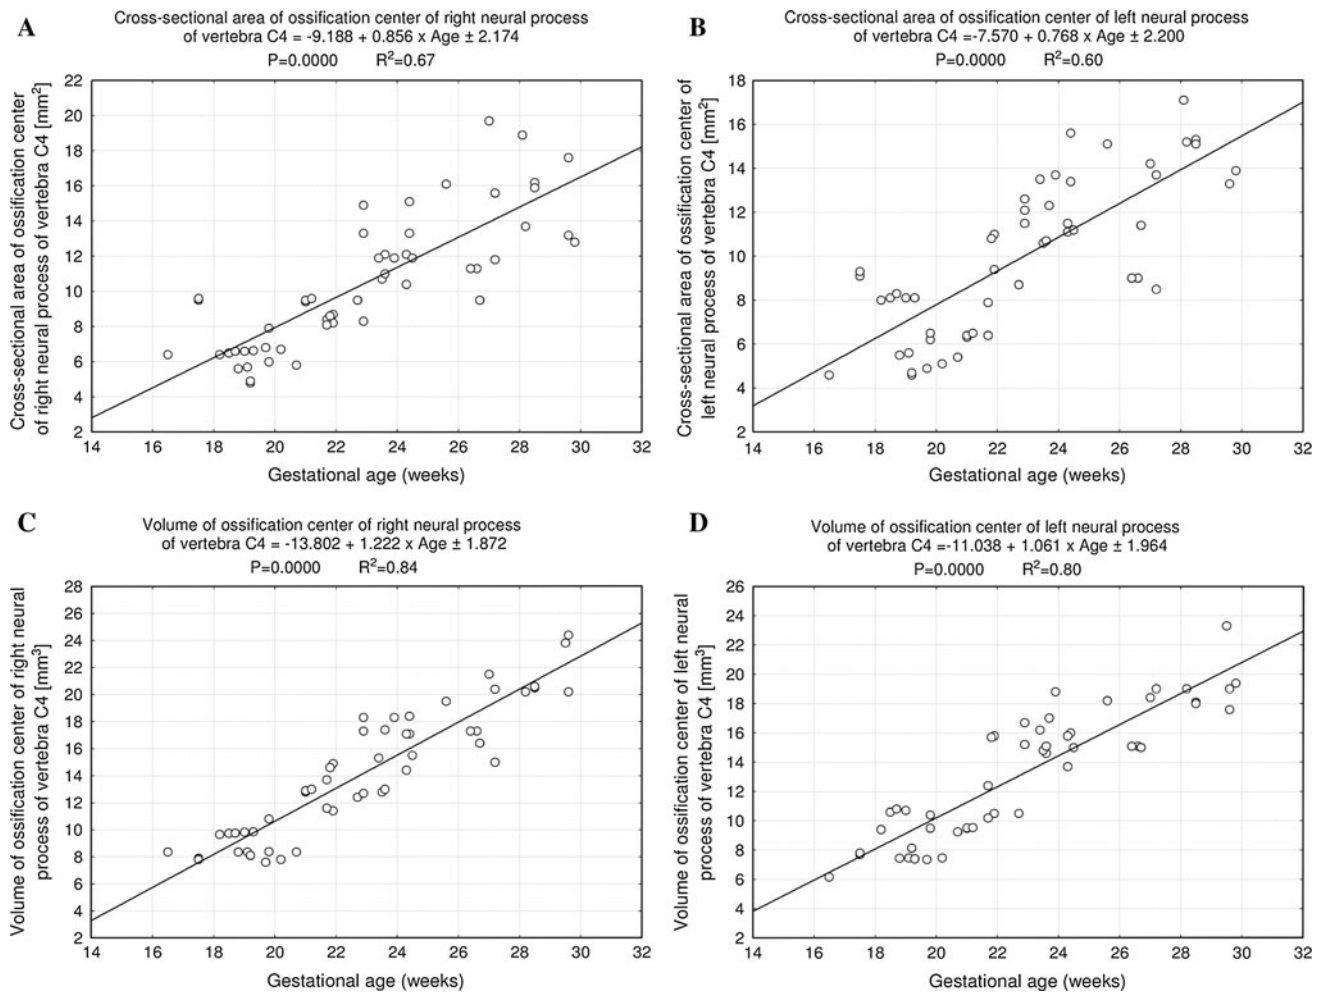 A
Cross-sectional area of ossification center of right neural process
of vertebra C4 = -9.188 + 0.856 x Age ± 2.174
P=0.0000 R²=0.67
Cross-sectional area of ossification center
of right neural process of vertebra C4 [mm²]
22
20
18
16
14
12
10
8
6
4
2
14 16 18 20 22 24 26 28 30 32
Gestational age (weeks)
B
Cross-sectional area of ossification center of left neural process
of vertebra C4 =-7.570 + 0.768 x Age ± 2.200
P=0.0000 R²=0.60
Cross-sectional area of ossification center of
left neural process of vertebra C4 [mm²]
18
16
14
12
10
8
6
4
2
14 16 18 20 22 24 26 28 30 32
Gestational age (weeks)
C
Volume of ossification center of right neural process
of vertebra C4 = -13.802 + 1.222 x Age ± 1.872
P=0.0000 R²=0.84
Volume of ossification center of right neural
process of vertebra C4 [mm³]
28
26
24
22
20
18
16
14
12
10
8
6
4
2
14 16 18 20 22 24 26 28 30 32
Gestational age (weeks)
D
Volume of ossification center of left neural process
of vertebra C4 =-11.038 + 1.061 x Age ± 1.964
P=0.0000 R²=0.80
Volume of ossification center of left neural
process of vertebra C4 [mm³]
26
24
22
20
18
16
14
12
10
8
6
4
2
14 16 18 20 22 24 26 28 30 32
Gestational age (weeks)